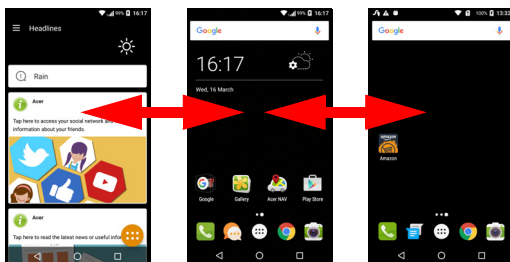 99% 16:17
Headlines
Rain
Acer
Tap here to access your social network and
information about your friends.
Acer
Tap here to read the latest news or useful
99% 16:17
Google
16:17
Wed, 16 March
Google
Gallery
Acer NAV
Play Store
100% 13:32
Google
amazon
Amazon